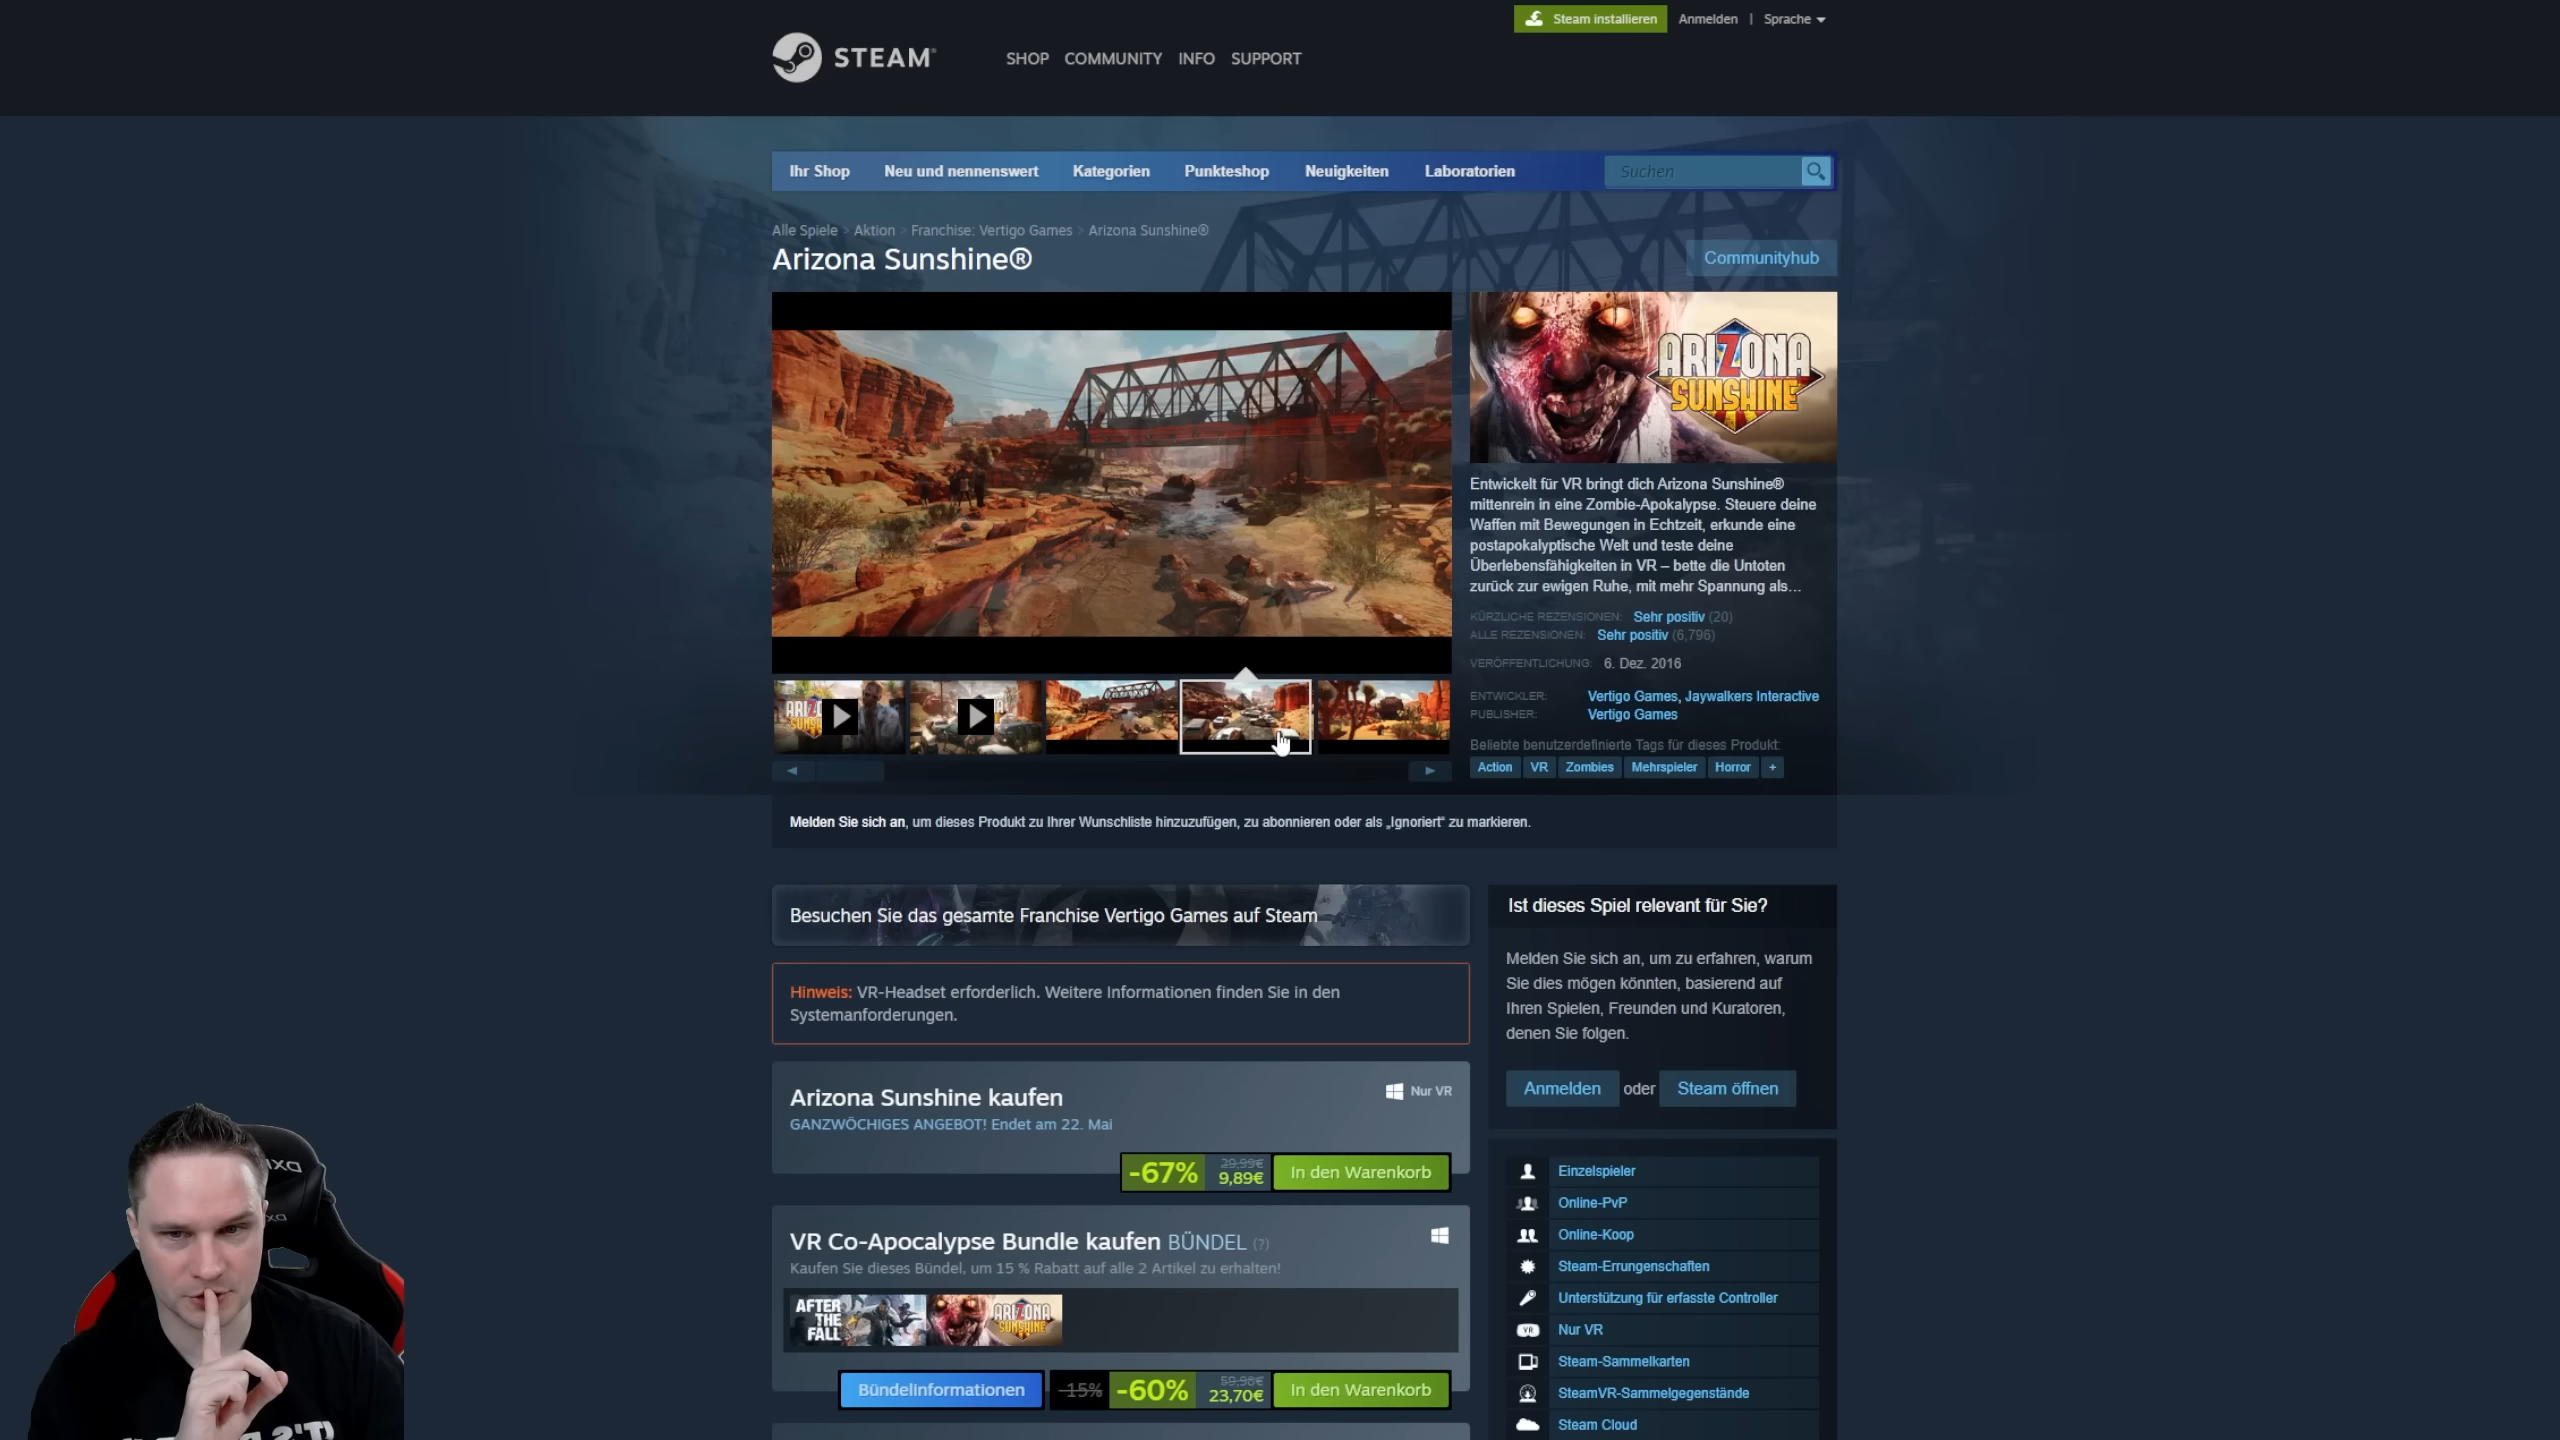 Steam installieren
Anmelden | Sprache
STEAM®
SHOP COMMUNITY INFO SUPPORT
Ihr Shop Neu und nennenswert Kategorien Punkteshop Neuigkeiten Laboratorien Suchen
Alle Spiele > Aktion > Franchise: Vertigo Games > Arizona Sunshine®
Arizona Sunshine®
Communityhub
ARIZONA
SUNSHINE
Entwickelt für VR bringt dich Arizona Sunshine®
mittenrein in eine Zombie-Apokalypse. Steuere deine
Waffen mit Bewegungen in Echtzeit, erkunde eine
postapokalyptische Welt und teste deine
Überlebensfähigkeiten in VR – bette die Untoten
zurück zur ewigen Ruhe, mit mehr Spannung als...
KÜRZLICHE REZENSIONEN: Sehr positiv (20)
ALLE REZENSIONEN: Sehr positiv (6,796)
VERÖFFENTLICHUNG: 6. Dez. 2016
ENTWICKLER: Vertigo Games, Jaywalkers Interactive
PUBLISHER: Vertigo Games
Beliebte benutzerdefinierte Tags für dieses Produkt:
Action VR Zombies Mehrspieler Horror +
Melden Sie sich an, um dieses Produkt zu Ihrer Wunschliste hinzuzufügen, zu abonnieren oder als „Ignoriert" zu markieren.
Besuchen Sie das gesamte Franchise Vertigo Games auf Steam
Hinweis: VR-Headset erforderlich. Weitere Informationen finden Sie in den
Systemanforderungen.
Arizona Sunshine kaufen
Nur VR
GANZWÖCHIGES ANGEBOT! Endet am 22. Mai
-67% 29,99€ 9,89€ In den Warenkorb
VR Co-Apocalypse Bundle kaufen BÜNDEL (?)
Kaufen Sie dieses Bündel, um 15 % Rabatt auf alle 2 Artikel zu erhalten!
AFTER
THE
FALL
ARIZONA
SUNSHINE
Bündelinformationen -15% -60% 59,98€ 23,70€ In den Warenkorb
Ist dieses Spiel relevant für Sie?
Melden Sie sich an, um zu erfahren, warum
Sie dies mögen könnten, basierend auf
Ihren Spielen, Freunden und Kuratoren,
denen Sie folgen.
Anmelden oder Steam öffnen
Einzelspieler
Online-PvP
Online-Koop
Steam-Errungenschaften
Unterstützung für erfasste Controller
VR Nur VR
Steam-Sammelkarten
SteamVR-Sammelgegenstände
Steam Cloud